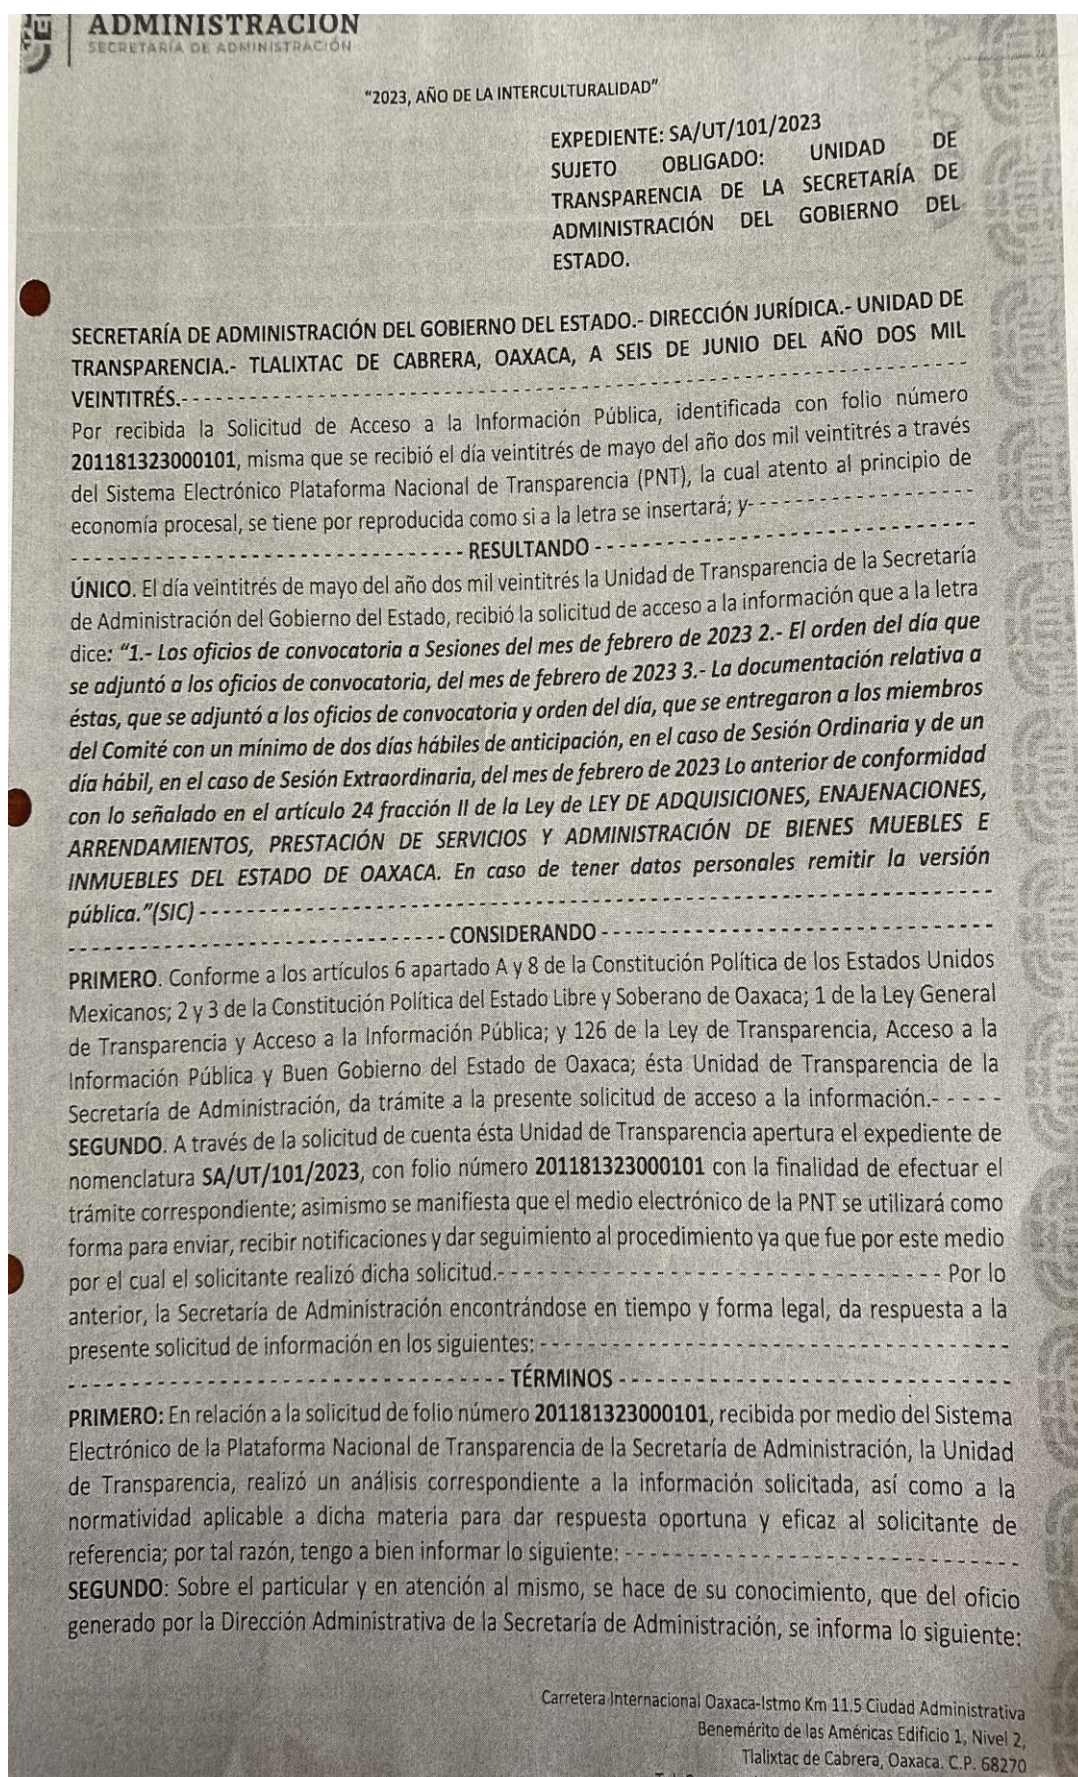 ADMINISTRACIÓN
SECRETARÍA DE ADMINISTRACIÓN
"2023, AÑO DE LA INTERCULTURALIDAD"
EXPEDIENTE: SA/UT/101/2023
SUJETO OBLIGADO: UNIDAD DE
TRANSPARENCIA DE LA SECRETARÍA DE
ADMINISTRACIÓN DEL GOBIERNO DEL
ESTADO.
SECRETARÍA DE ADMINISTRACIÓN DEL GOBIERNO DEL ESTADO.- DIRECCIÓN JURÍDICA.- UNIDAD DE
TRANSPARENCIA.- TLALIXTAC DE CABRERA, OAXACA, A SEIS DE JUNIO DEL AÑO DOS MIL
VEINTITRÉS.- - - - - - - - - - - - - - - - - - - - - - - - - - - - - - - - - - - - - - - - - - - - - - - - - - - - - - - - - - - -
Por recibida la Solicitud de Acceso a la Información Pública, identificada con folio número
201181323000101, misma que se recibió el día veintitrés de mayo del año dos mil veintitrés a través
del Sistema Electrónico Plataforma Nacional de Transparencia (PNT), la cual atento al principio de
economía procesal, se tiene por reproducida como si a la letra se insertará; y- - - - - - - - - - - - - - - - - -
- - - - - - - - - - - - - - - - - - - - - - - - - - - - - - - - RESULTANDO - - - - - - - - - - - - - - - - - - - - - - - - - - - - - - -
ÚNICO. El día veintitrés de mayo del año dos mil veintitrés la Unidad de Transparencia de la Secretaría
de Administración del Gobierno del Estado, recibió la solicitud de acceso a la información que a la letra
dice: "1.- Los oficios de convocatoria a Sesiones del mes de febrero de 2023 2.- El orden del día que
se adjuntó a los oficios de convocatoria, del mes de febrero de 2023 3.- La documentación relativa a
éstas, que se adjuntó a los oficios de convocatoria y orden del día, que se entregaron a los miembros
del Comité con un mínimo de dos días hábiles de anticipación, en el caso de Sesión Ordinaria y de un
día hábil, en el caso de Sesión Extraordinaria, del mes de febrero de 2023 Lo anterior de conformidad
con lo señalado en el artículo 24 fracción II de la Ley de LEY DE ADQUISICIONES, ENAJENACIONES,
ARRENDAMIENTOS, PRESTACIÓN DE SERVICIOS Y ADMINISTRACIÓN DE BIENES MUEBLES E
INMUEBLES DEL ESTADO DE OAXACA. En caso de tener datos personales remitir la versión
pública."(SIC) - - - - - - - - - - - - - - - - - - - - - - - - - - - - - - - - - - - - - - - - - - - - - - - - - - - - - - - - - - - -
- - - - - - - - - - - - - - - - - - - - - - - - - - - - - - CONSIDERANDO - - - - - - - - - - - - - - - - - - - - - - - - - - - - - - -
PRIMERO. Conforme a los artículos 6 apartado A y 8 de la Constitución Política de los Estados Unidos
Mexicanos; 2 y 3 de la Constitución Política del Estado Libre y Soberano de Oaxaca; 1 de la Ley General
de Transparencia y Acceso a la Información Pública; y 126 de la Ley de Transparencia, Acceso a la
Información Pública y Buen Gobierno del Estado de Oaxaca; ésta Unidad de Transparencia de la
Secretaría de Administración, da trámite a la presente solicitud de acceso a la información.- - - - - -
SEGUNDO. A través de la solicitud de cuenta ésta Unidad de Transparencia apertura el expediente de
nomenclatura SA/UT/101/2023, con folio número 201181323000101 con la finalidad de efectuar el
trámite correspondiente; asimismo se manifiesta que el medio electrónico de la PNT se utilizará como
forma para enviar, recibir notificaciones y dar seguimiento al procedimiento ya que fue por este medio
por el cual el solicitante realizó dicha solicitud.- - - - - - - - - - - - - - - - - - - - - - - - - - - - - - - - - - - Por lo
anterior, la Secretaría de Administración encontrándose en tiempo y forma legal, da respuesta a la
presente solicitud de información en los siguientes: - - - - - - - - - - - - - - - - - - - - - - - - - - - - - - - - - - - -
- - - - - - - - - - - - - - - - - - - - - - - - - - - - - - - - - - TÉRMINOS - - - - - - - - - - - - - - - - - - - - - - - - - - - - - - -
PRIMERO: En relación a la solicitud de folio número 201181323000101, recibida por medio del Sistema
Electrónico de la Plataforma Nacional de Transparencia de la Secretaría de Administración, la Unidad
de Transparencia, realizó un análisis correspondiente a la información solicitada, así como a la
normatividad aplicable a dicha materia para dar respuesta oportuna y eficaz al solicitante de
referencia; por tal razón, tengo a bien informar lo siguiente: - - - - - - - - - - - - - - - - - - - - - - - - - - - - - -
SEGUNDO: Sobre el particular y en atención al mismo, se hace de su conocimiento, que del oficio
generado por la Dirección Administrativa de la Secretaría de Administración, se informa lo siguiente:
Carretera Internacional Oaxaca-Istmo Km 11.5 Ciudad Administrativa
Benemérito de las Américas Edificio 1, Nivel 2,
Tlalixtac de Cabrera, Oaxaca. C.P. 68270